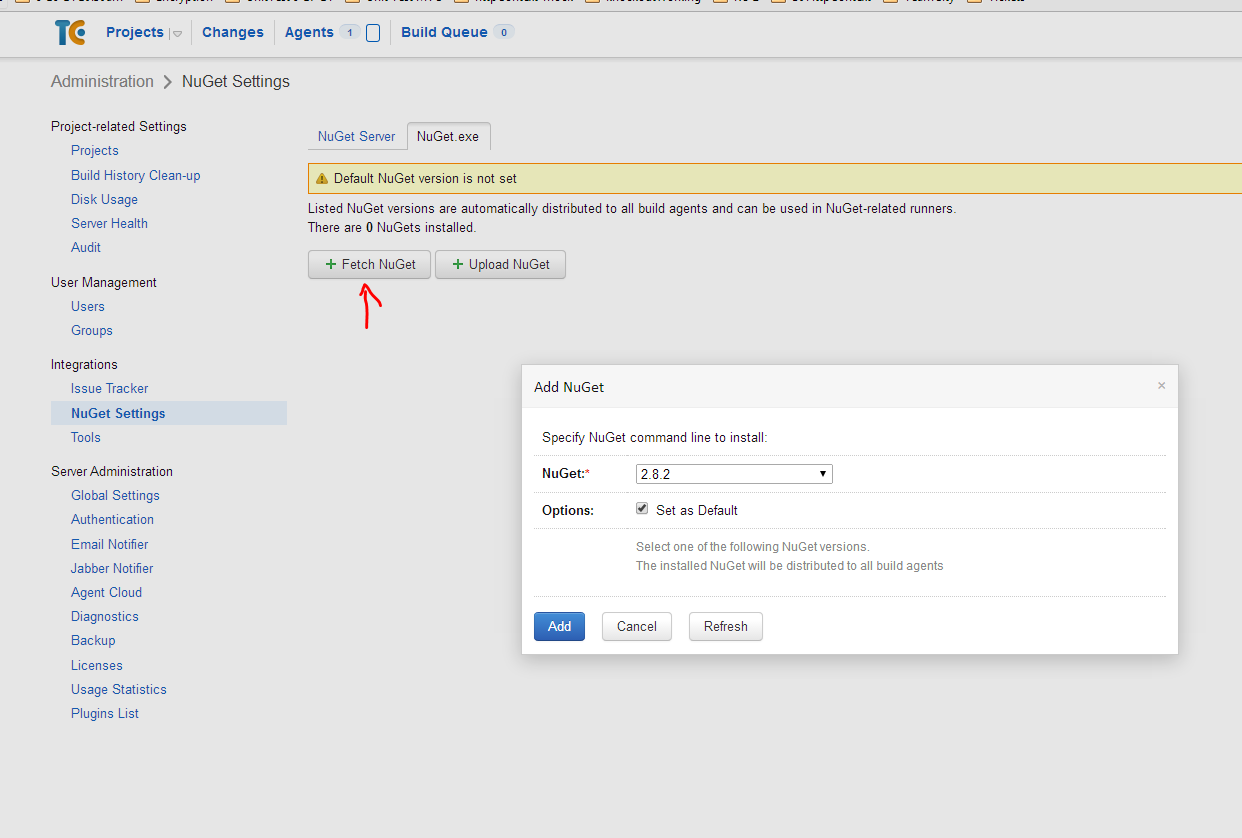 TC Projects Changes Agents 1 Build Queue 0
Administration > NuGet Settings
Project-related Settings
Projects
Build History Clean-up
Disk Usage
Server Health
Audit
User Management
Users
Groups
Integrations
Issue Tracker
NuGet Settings
Tools
Server Administration
Global Settings
Authentication
Email Notifier
Jabber Notifier
Agent Cloud
Diagnostics
Backup
Licenses
Usage Statistics
Plugins List
NuGet Server NuGet.exe
Default NuGet version is not set
Listed NuGet versions are automatically distributed to all build agents and can be used in NuGet-related runners.
There are 0 NuGets installed.
+ Fetch NuGet + Upload NuGet
Add NuGet ×
Specify NuGet command line to install:
NuGet:* 2.8.2
Options: Set as Default
Select one of the following NuGet versions.
The installed NuGet will be distributed to all build agents
Add Cancel Refresh